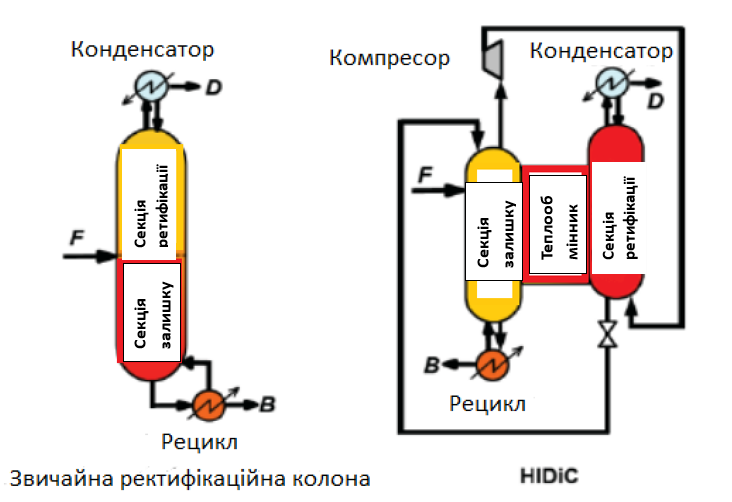 Конденсатор
D
Секція
ретифікації
F
Секція
залишку
B
Рецикл
Звичайна ректифікаційна колона
Компресор
Конденсатор
D
F
Секція
залишку
Теплооб
мінник
Секція
ретифікації
B
Рецикл
HIDiC